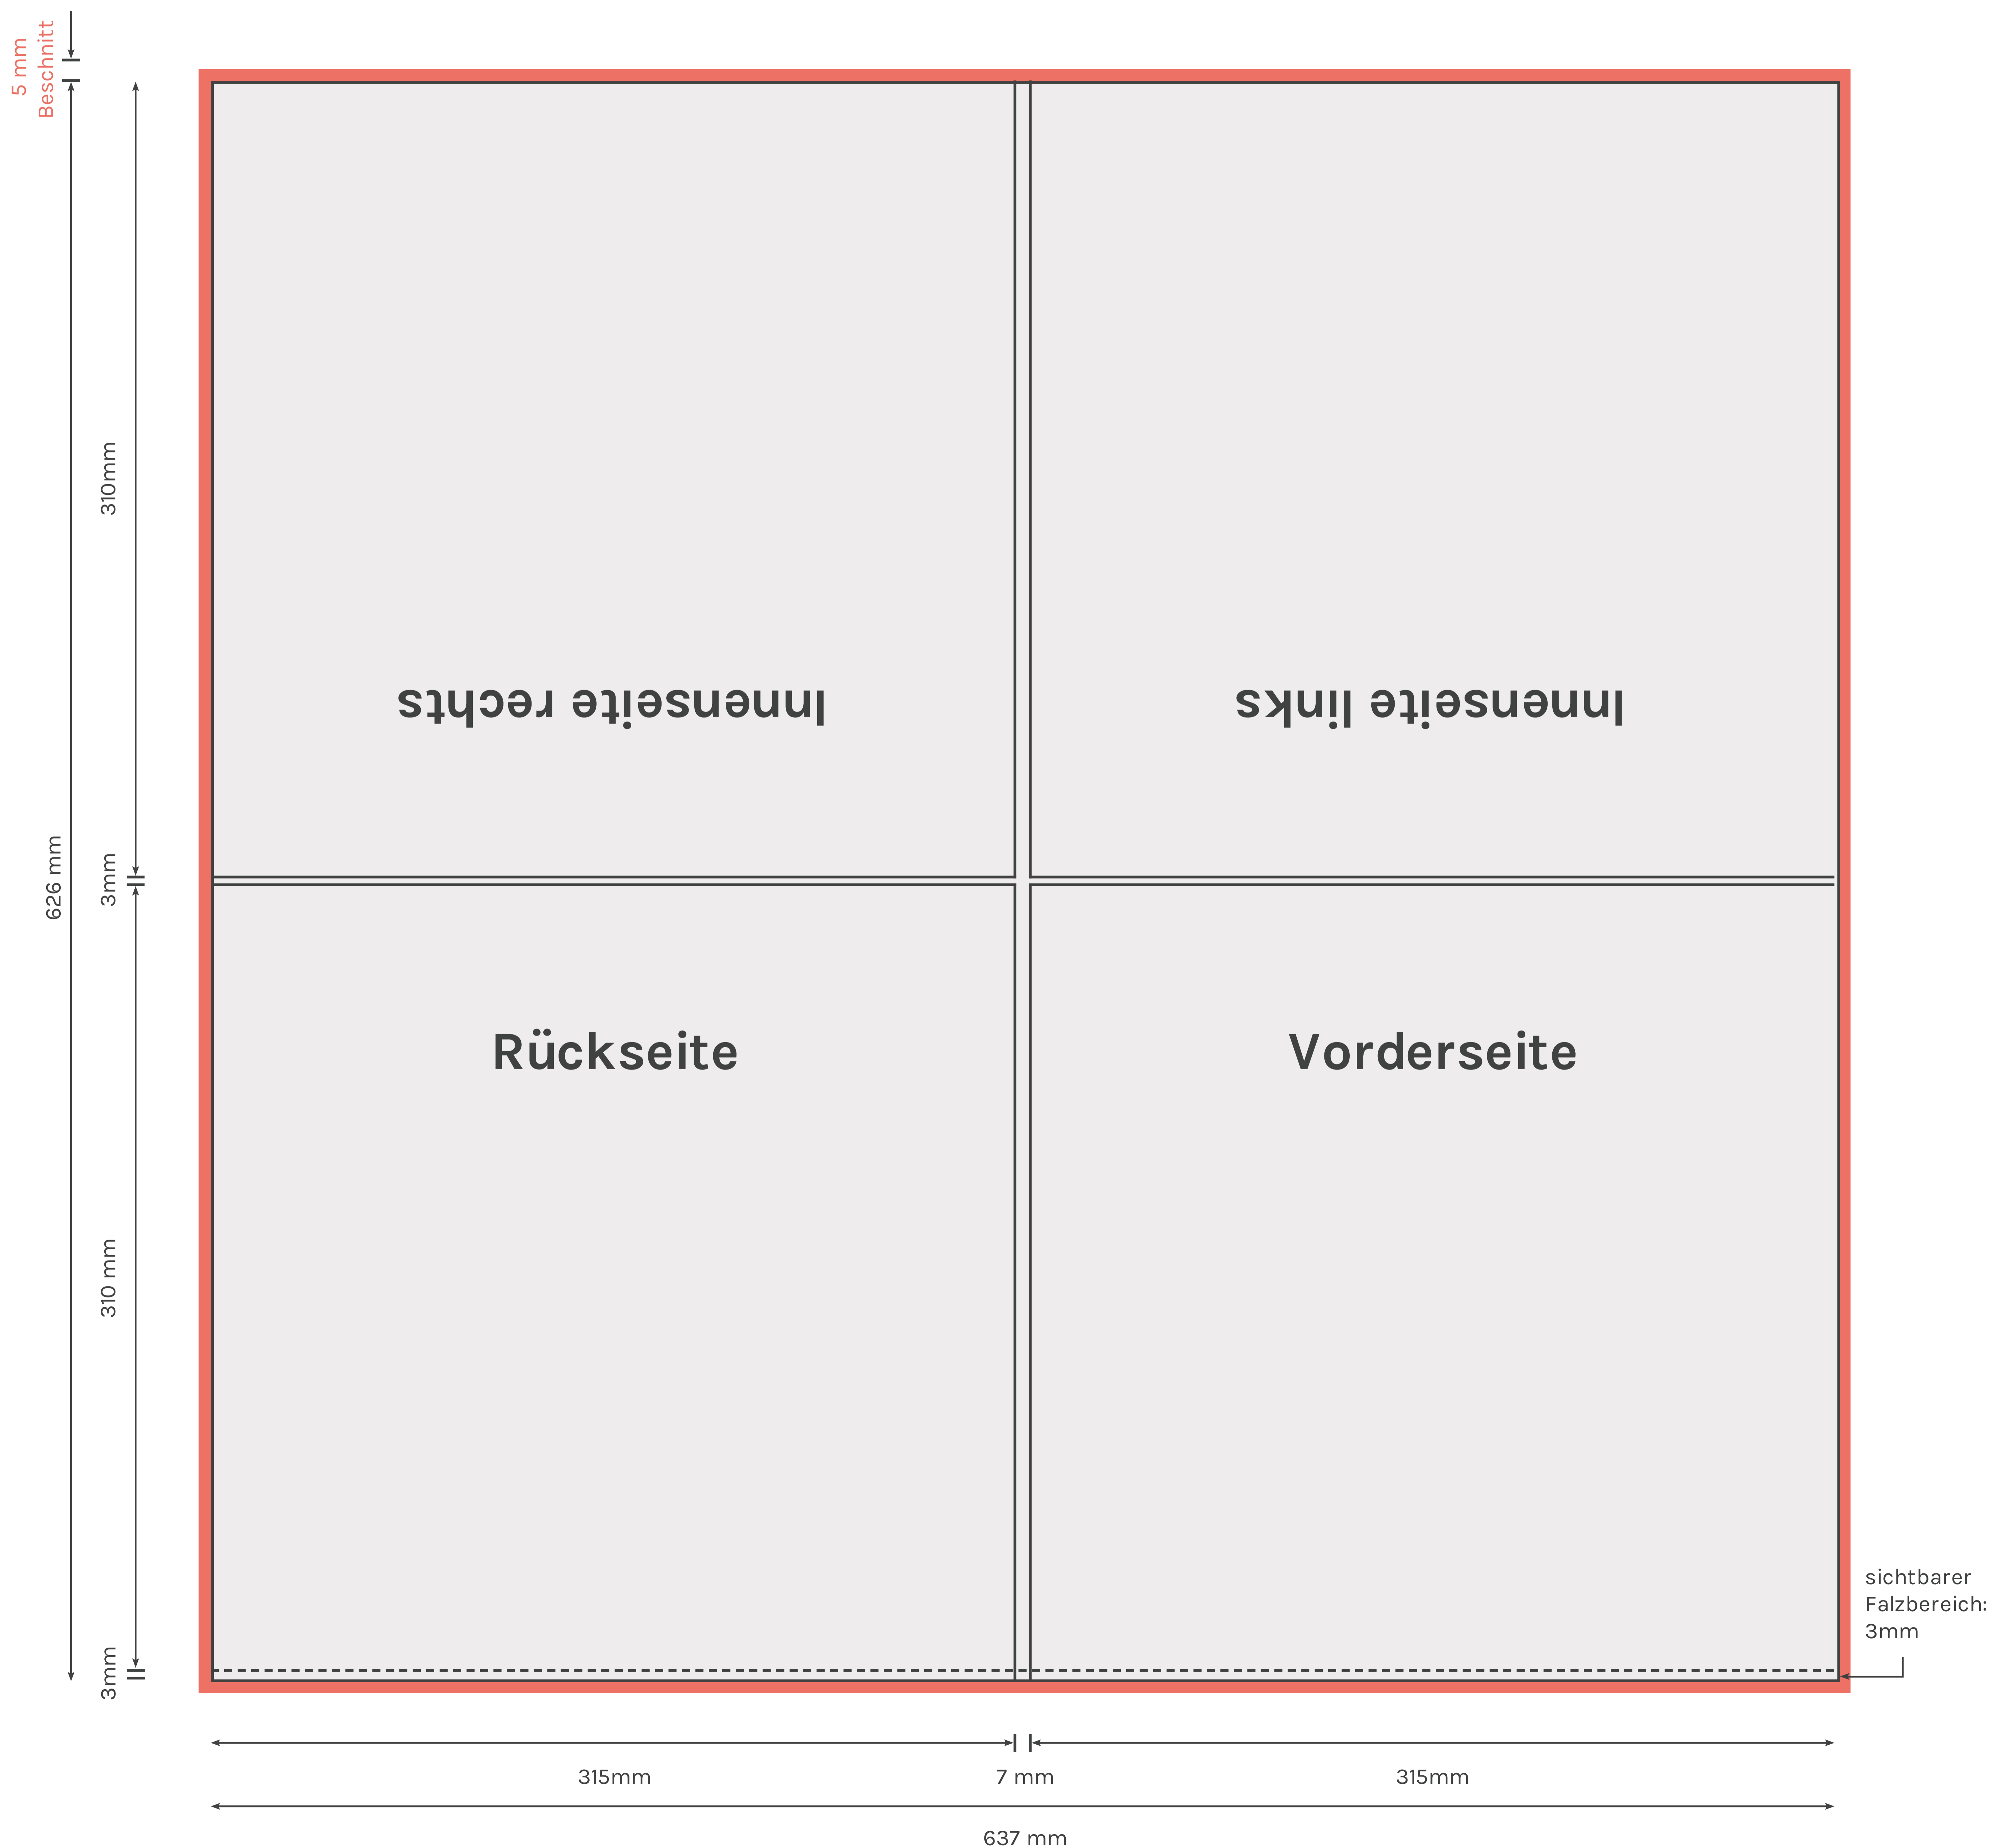 5 mm
Beschnitt
310mm
626 mm
3mm
310 mm
3mm
Innenseite rechts
Innenseite links
Rückseite
Vorderseite
sichtbarer
Falzbereich:
3mm
315mm
7 mm
315mm
637 mm